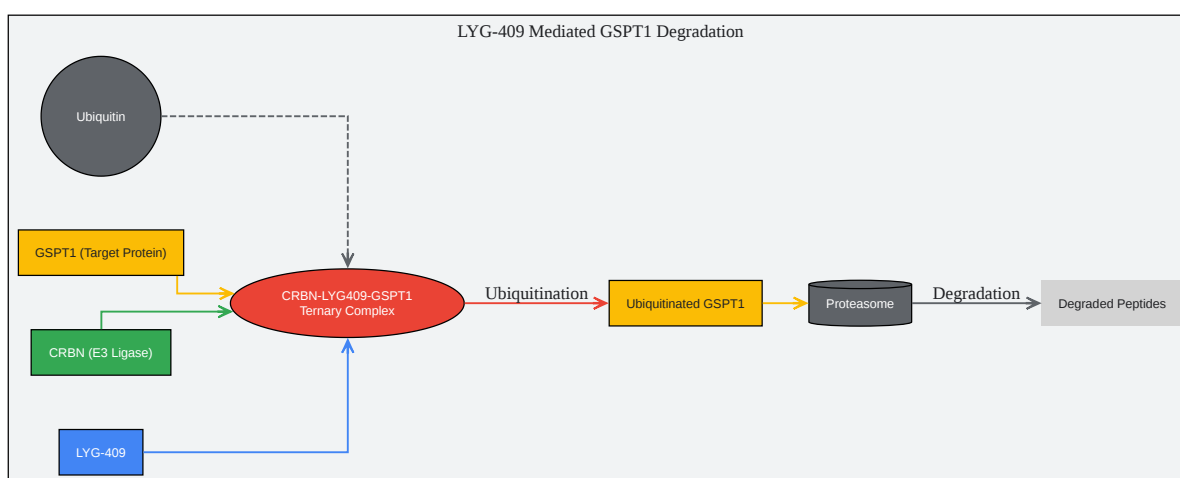 LYG-409 Mediated GSPT1 Degradation
Ubiquitin
GSPT1 (Target Protein)
CRBN (E3 Ligase)
LYG-409
CRBN-LYG409-GSPT1
Ternary Complex
Ubiquitination
Ubiquitinated GSPT1
Proteasome
Degradation
Degraded Peptides